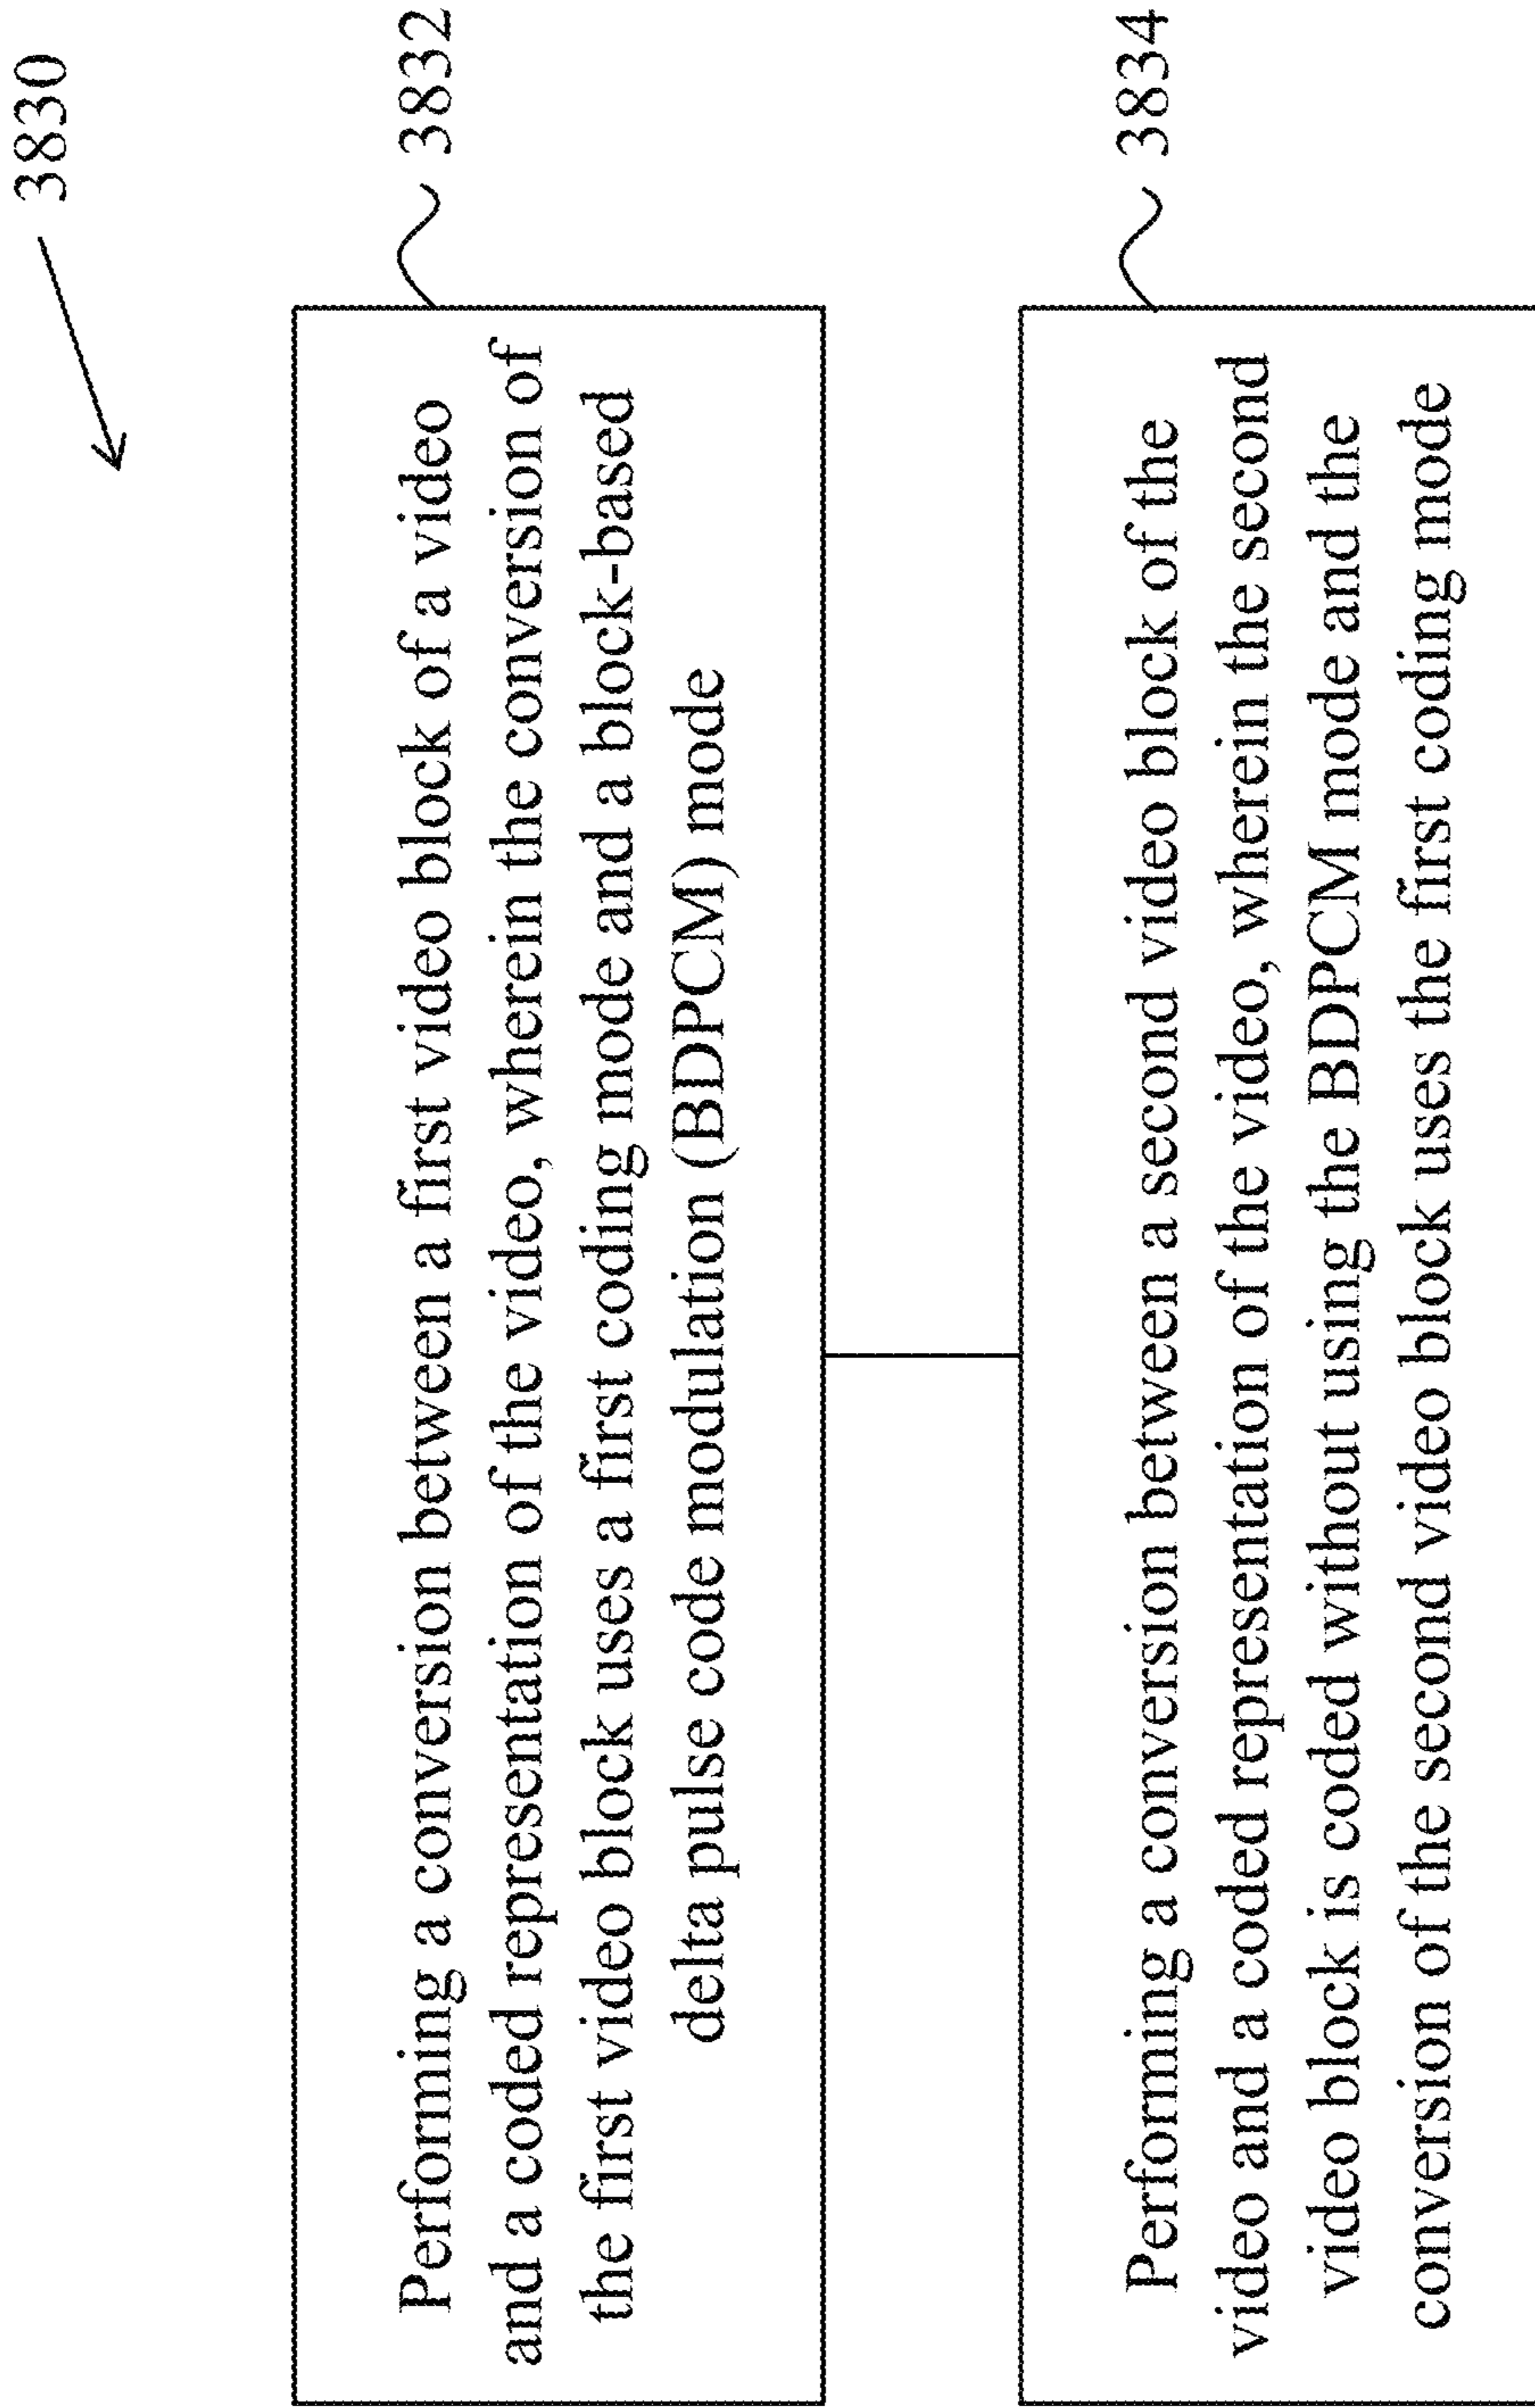 3830
3832
Performing a conversion between a first video block of a video
and a coded representation of the video, wherein the conversion of
the first video block uses a first coding mode and a block-based
delta pulse code modulation (BDPCM) mode
3834
Performing a conversion between a second video block of the
video and a coded representation of the video, wherein the second
video block is coded without using the BDPCM mode and the
conversion of the second video block uses the first coding mode